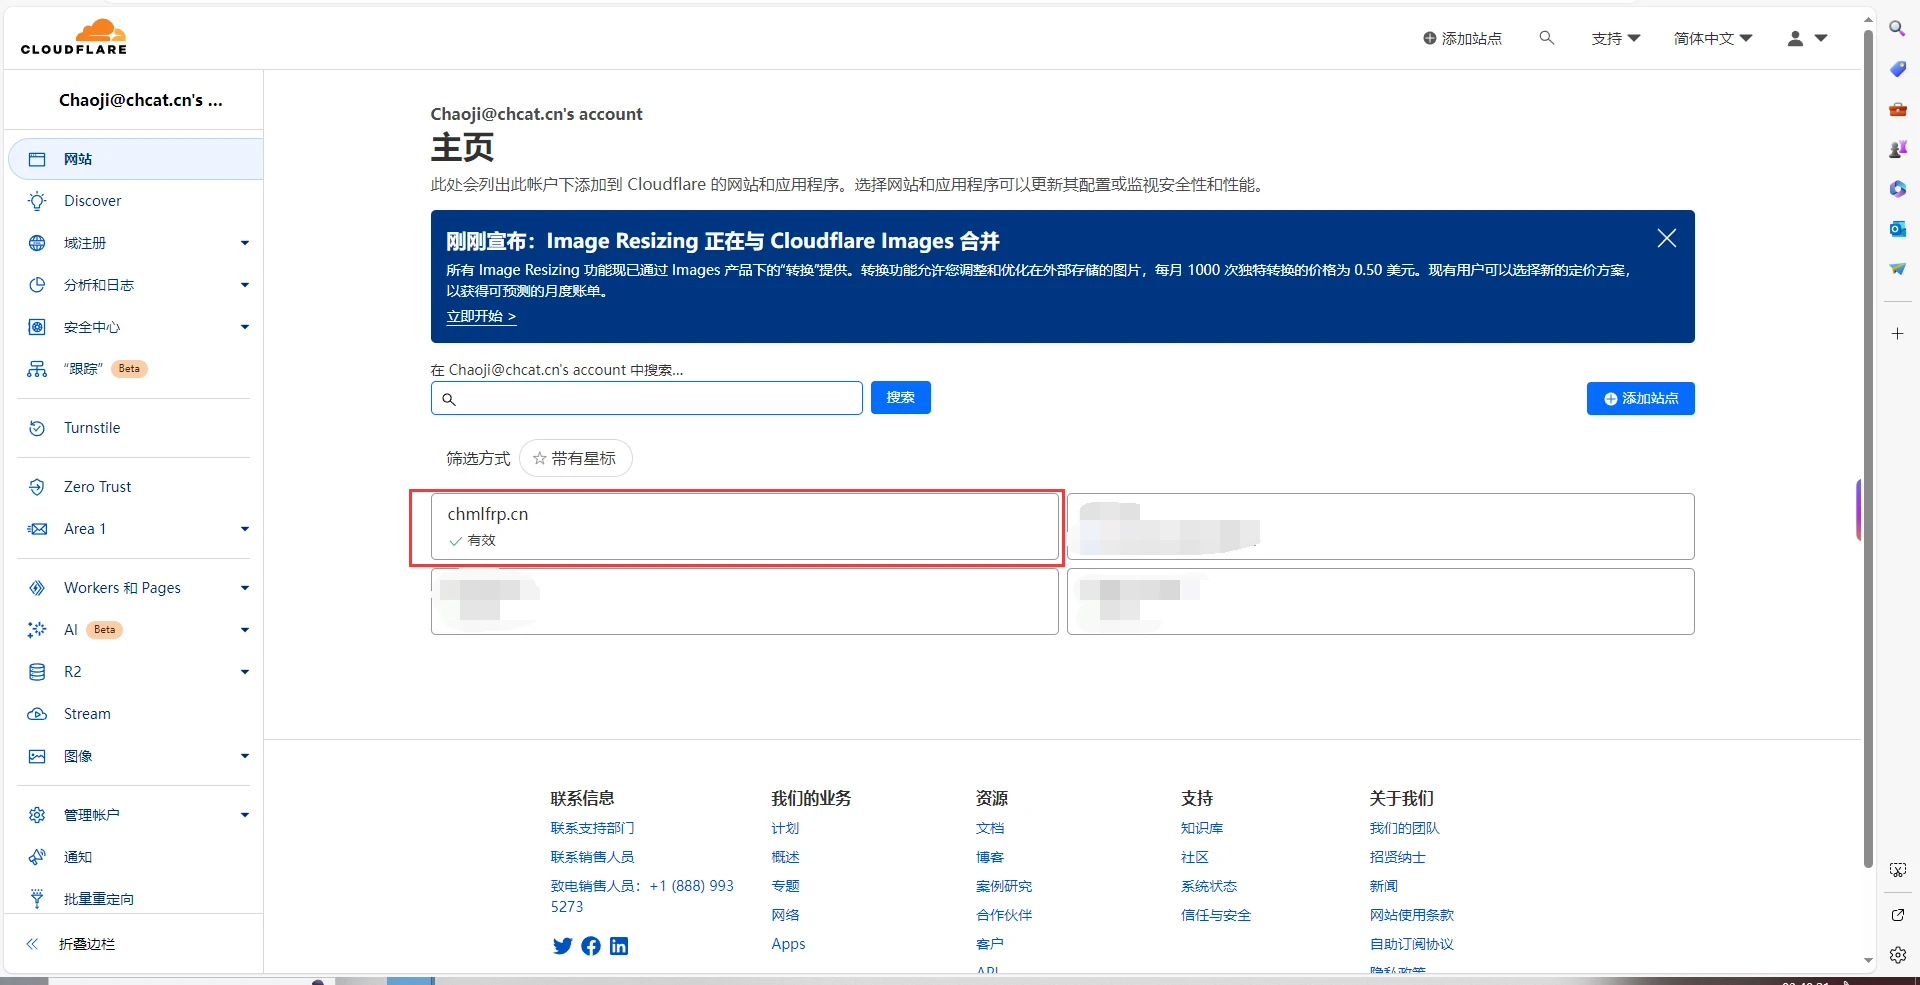 CLOUDFLARE
添加站点
支持
简体中文
Chaoji@chcat.cn's ...
网站
Discover
域注册
分析和日志
安全中心
“跟踪” Beta
Turnstile
Zero Trust
Area 1
Workers 和 Pages
AI Beta
R2
Stream
图像
管理帐户
通知
批量重定向
折叠边栏
Chaoji@chcat.cn's account
主页
此处会列出此帐户下添加到 Cloudflare 的网站和应用程序。选择网站和应用程序可以更新其配置或监视安全性和性能。
刚刚宣布：Image Resizing 正在与 Cloudflare Images 合并
所有 Image Resizing 功能现已通过 Images 产品下的“转换”提供。转换功能允许您调整和优化在外部存储的图片，每月 1000 次独特转换的价格为 0.50 美元。现有用户可以选择新的定价方案，
以获得可预测的月度账单。
立即开始 >
在 Chaoji@chcat.cn's account 中搜索...
搜索
添加站点
筛选方式
带有星标
chmlfrp.cn
有效
联系信息
联系支持部门
联系销售人员
致电销售人员：+1 (888) 993
5273
我们的业务
计划
概述
专题
网络
Apps
资源
文档
博客
案例研究
合作伙伴
客户
API
支持
知识库
社区
系统状态
信任与安全
关于我们
我们的团队
招贤纳士
新闻
网站使用条款
自助订阅协议
隐私政策